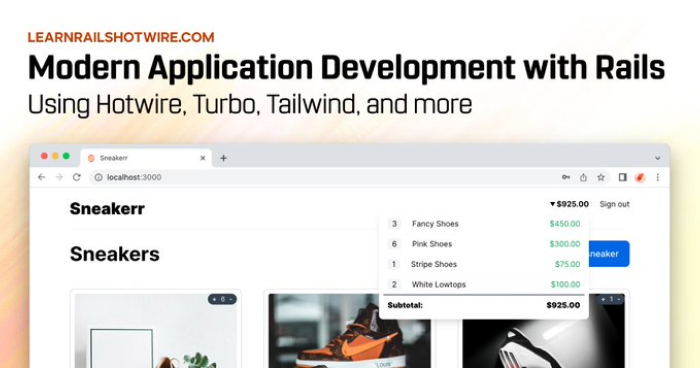 LEARNRAILSHOTWIRE.COM
Modern Application Development with Rails
Using Hotwire, Turbo, Tailwind, and more
Sneakerr
localhost:3000
Sneakerr
▼$925.00 Sign out
3 Fancy Shoes $450.00
6 Pink Shoes $300.00
1 Stripe Shoes $75.00
2 White Lowtops $100.00
Subtotal: $925.00
Sneakers
sneaker
+ 6 -
+ 1 -